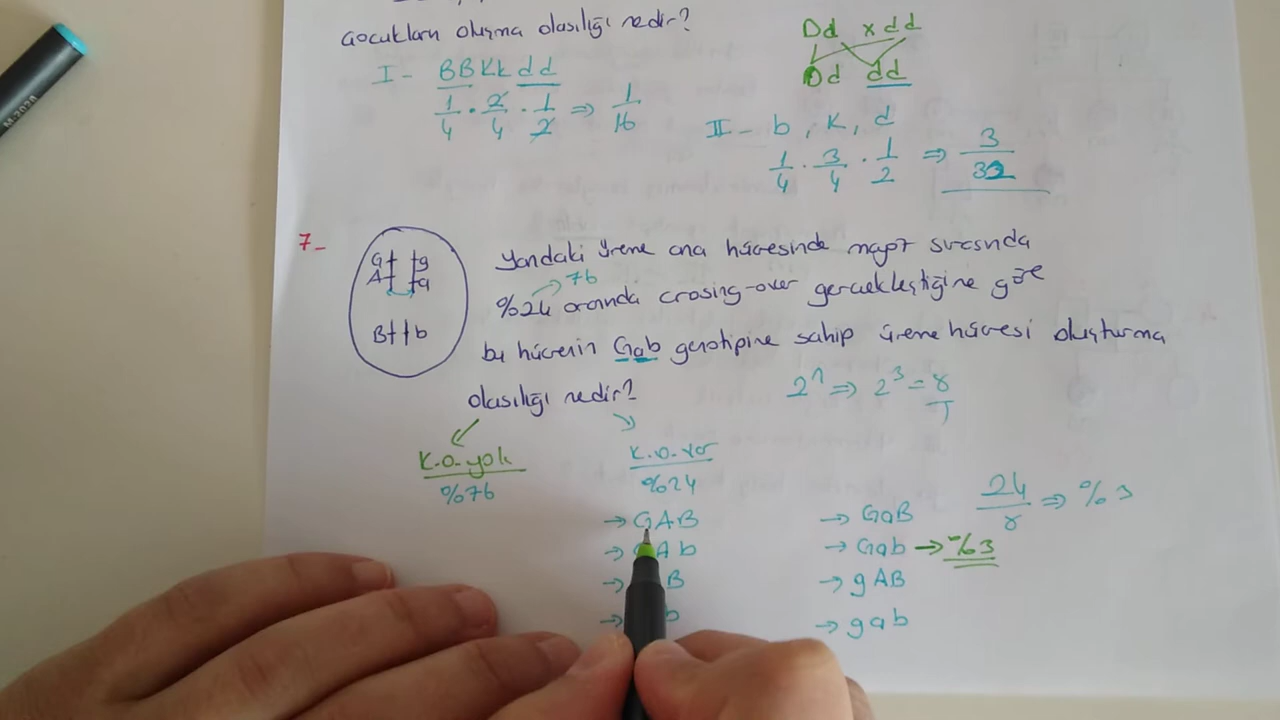 çocukların oluşma olasılığı nedir?
I - BBKkdd
1/4 . 2/4 . 1/2 ⇒ 1/16
Dd x dd
Dd dd
II - b, K, d
1/4 . 3/4 . 1/2 ⇒ 3/32
7-
G g
A a
B b
Yandaki üreme ana hücresinde mayoz sırasında
76
%24 oranında crosing-over gerçekleştiğine göre
bu hücrenin Gab genotipine sahip üreme hücresi oluşturma
olasılığı nedir?
2^n ⇒ 2^3 = 8
K.O. yok
%76
K.O. var
%24
→ GAB
→ GAb
→ GaB
→ Gab → %3
→ gAB
→ gab
24/8 ⇒ %3
M-2020